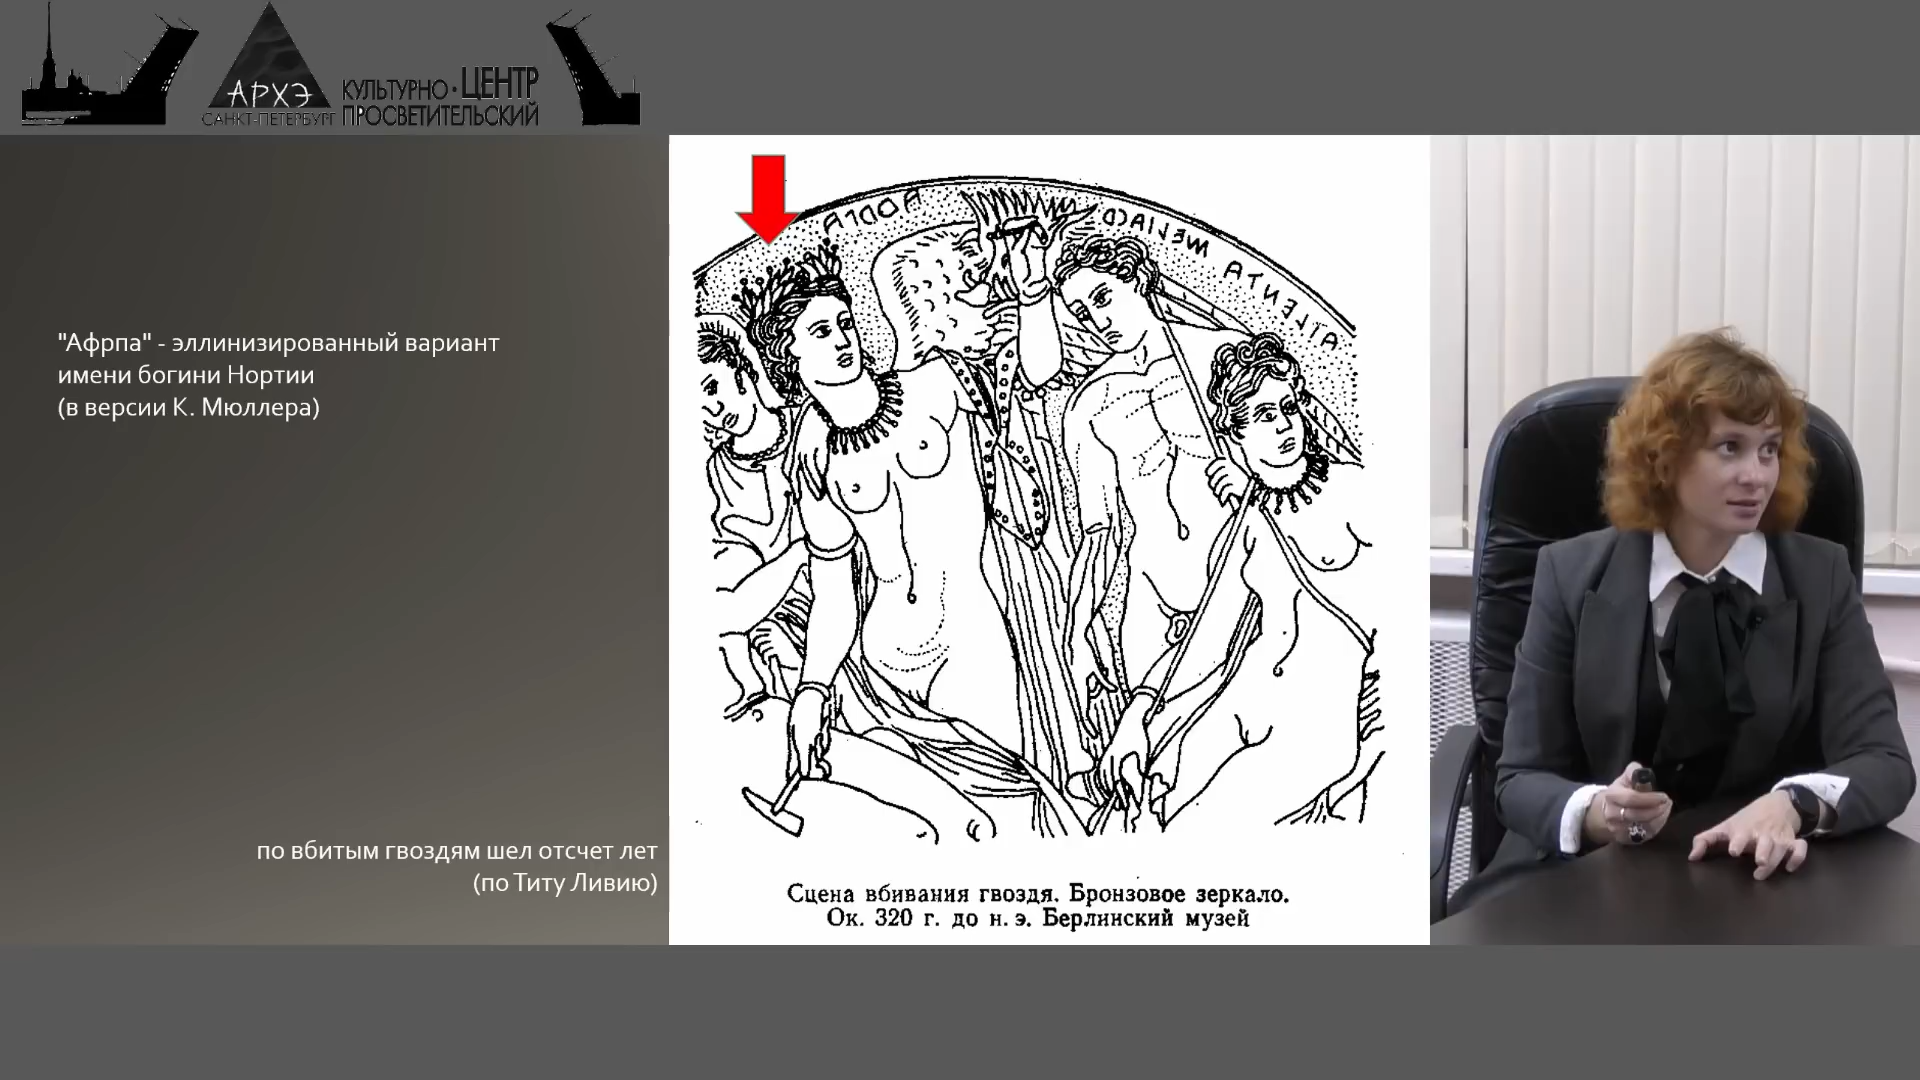 АРХЭ
САНКТ-ПЕТЕРБУРГ
КУЛЬТУРНО·ЦЕНТР
ПРОСВЕТИТЕЛЬСКИЙ
"Афрпа" - эллинизированный вариант
имени богини Нортии
(в версии К. Мюллера)
по вбитым гвоздям шел отсчет лет
(по Титу Ливию)
Сцена вбивания гвоздя. Бронзовое зеркало.
Ок. 320 г. до н. э. Берлинский музей